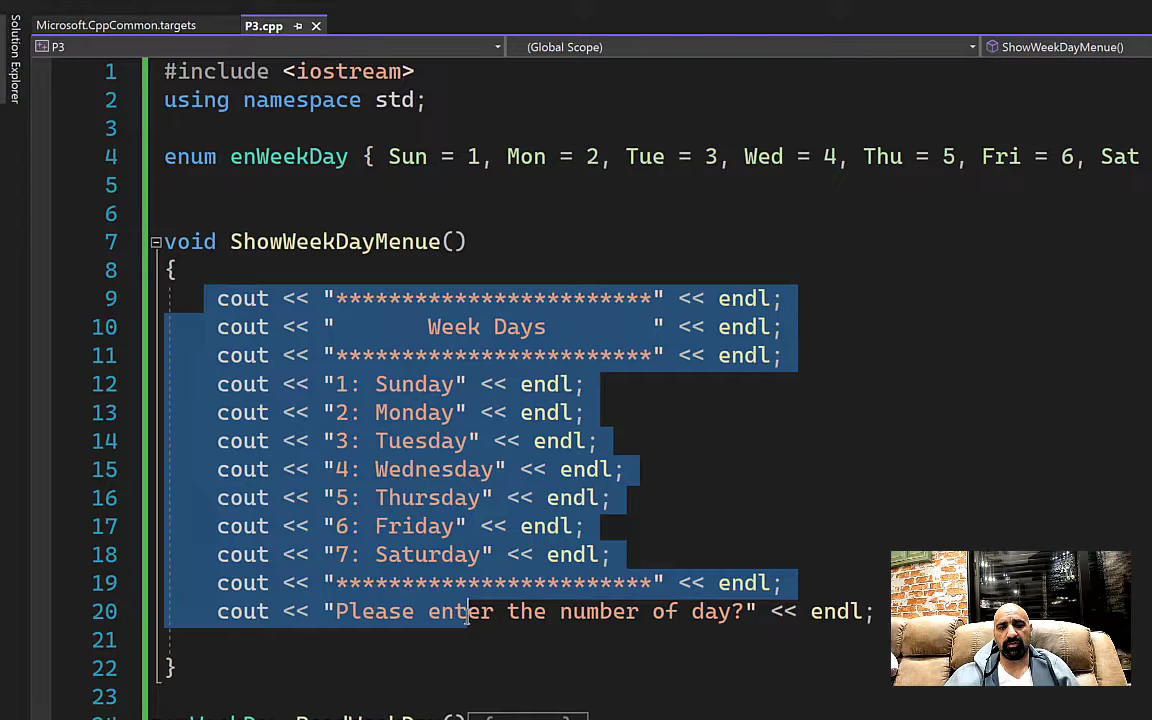 Solution Explorer
Microsoft.CppCommon.targets
P3.cpp
P3
(Global Scope)
ShowWeekDayMenue()
1 #include <iostream>
2 using namespace std;
3
4 enum enWeekDay { Sun = 1, Mon = 2, Tue = 3, Wed = 4, Thu = 5, Fri = 6, Sat
5
6
7 void ShowWeekDayMenue()
8 {
9 cout << "************************" << endl;
10 cout << "       Week Days        " << endl;
11 cout << "************************" << endl;
12 cout << "1: Sunday" << endl;
13 cout << "2: Monday" << endl;
14 cout << "3: Tuesday" << endl;
15 cout << "4: Wednesday" << endl;
16 cout << "5: Thursday" << endl;
17 cout << "6: Friday" << endl;
18 cout << "7: Saturday" << endl;
19 cout << "************************" << endl;
20 cout << "Please enter the number of day?" << endl;
21
22 }
23